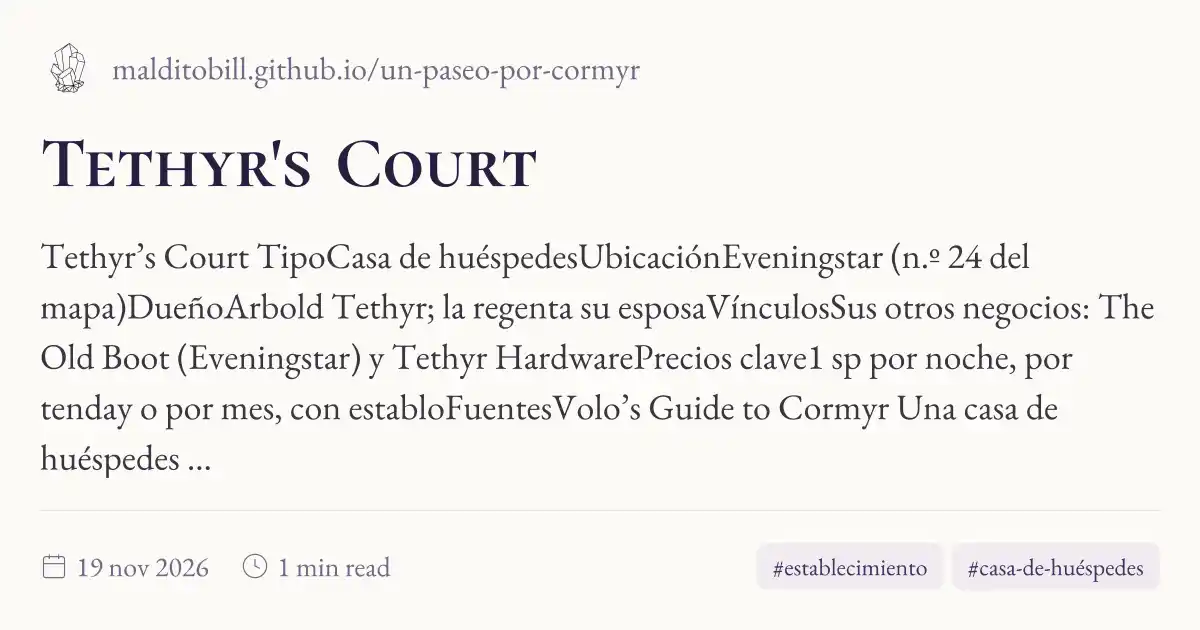 malditobill.github.io/un-paseo-por-cormyr
Tethyr's Court
Tethyr’s Court TipoCasa de huéspedesUbicaciónEveningstar (n.º 24 del
mapa)DueñoArbold Tethyr; la regenta su esposaVínculosSus otros negocios: The
Old Boot (Eveningstar) y Tethyr HardwarePrecios clave1 sp por noche, por
tenday o por mes, con establoFuentesVolo’s Guide to Cormyr Una casa de
huéspedes ...
19 nov 2026
1 min read
#establecimiento
#casa-de-huéspedes